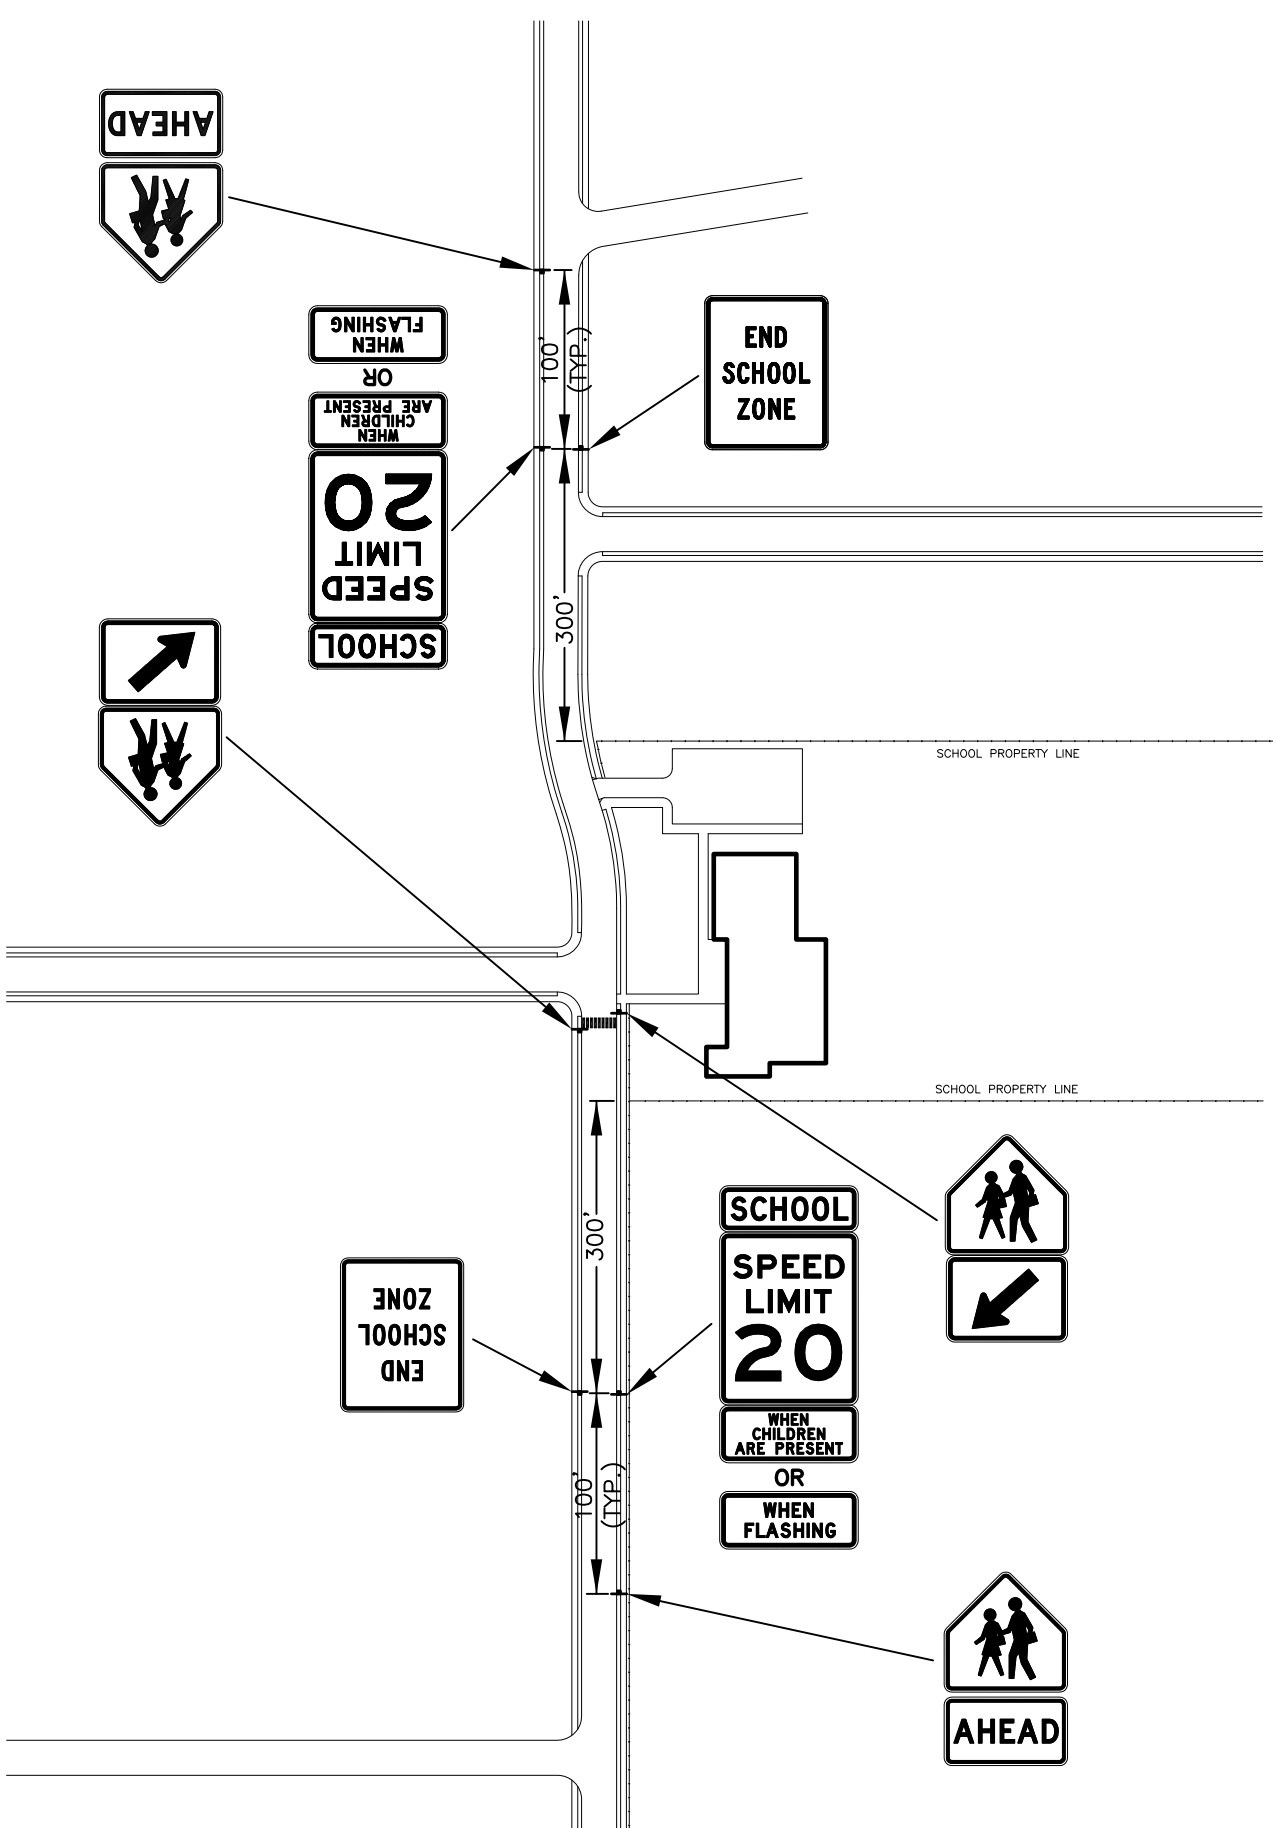 AHEAD
WHEN
FLASHING
OR
WHEN
CHILDREN
ARE PRESENT
SPEED
LIMIT
20
SCHOOL
100'
(TYP.)
END
SCHOOL
ZONE
300'
SCHOOL PROPERTY LINE
SCHOOL PROPERTY LINE
300'
END
SCHOOL
ZONE
SCHOOL
SPEED
LIMIT
20
WHEN
CHILDREN
ARE PRESENT
OR
WHEN
FLASHING
100'
(TYP.)
AHEAD